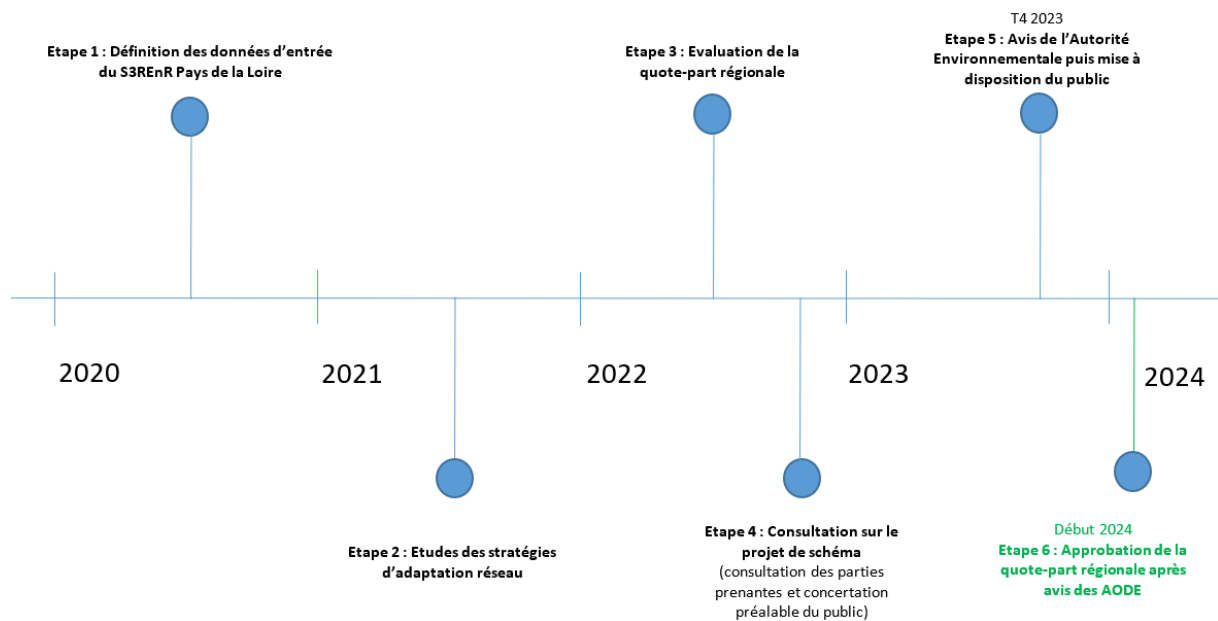 Etape 1 : Définition des données d'entrée
du S3REnR Pays de la Loire
Etape 3 : Evaluation de la
quote-part régionale
T4 2023
Etape 5 : Avis de l'Autorité
Environnementale puis mise à
disposition du public
2020
2021
2022
2023
2024
Etape 2 : Etudes des stratégies
d'adaptation réseau
Etape 4 : Consultation sur le
projet de schéma
(consultation des parties
prenantes et concertation
préalable du public)
Début 2024
Etape 6 : Approbation de la
quote-part régionale après
avis des AODE